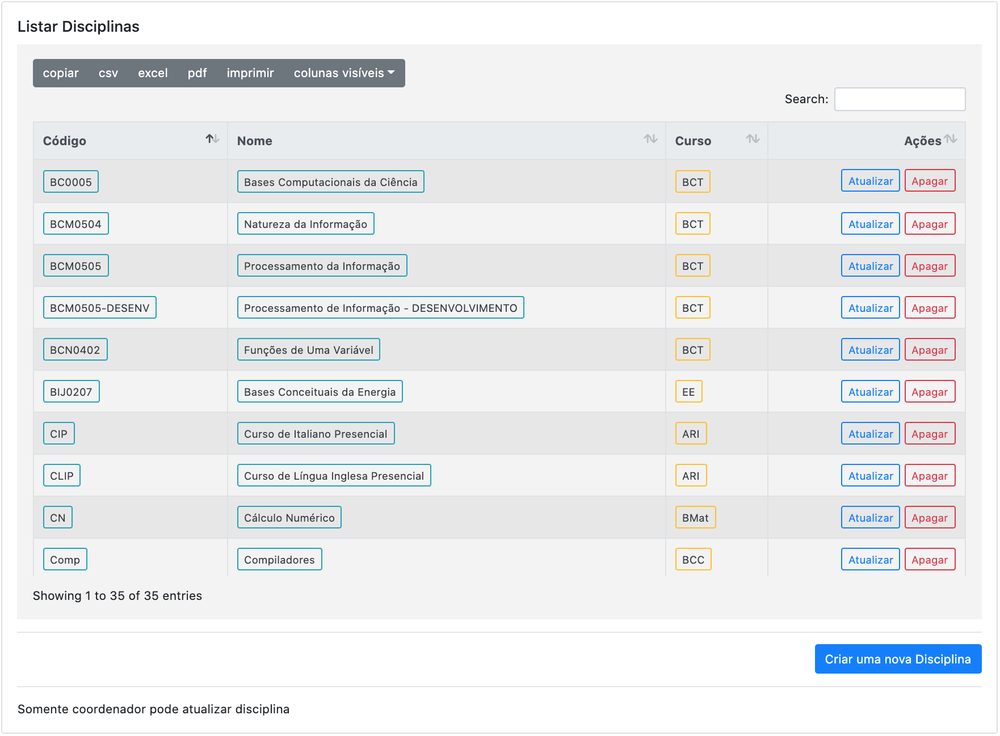 Listar Disciplinas
copiar csv excel pdf imprimir colunas visíveis
Search:
Código Nome Curso Ações
BC0005 Bases Computacionais da Ciência BCT Atualizar Apagar
BCM0504 Natureza da Informação BCT Atualizar Apagar
BCM0505 Processamento da Informação BCT Atualizar Apagar
BCM0505-DESENV Processamento de Informação - DESENVOLVIMENTO BCT Atualizar Apagar
BCN0402 Funções de Uma Variável BCT Atualizar Apagar
BIJ0207 Bases Conceituais da Energia EE Atualizar Apagar
CIP Curso de Italiano Presencial ARI Atualizar Apagar
CLIP Curso de Língua Inglesa Presencial ARI Atualizar Apagar
CN Cálculo Numérico BMat Atualizar Apagar
Comp Compiladores BCC Atualizar Apagar
Showing 1 to 35 of 35 entries
Criar uma nova Disciplina
Somente coordenador pode atualizar disciplina